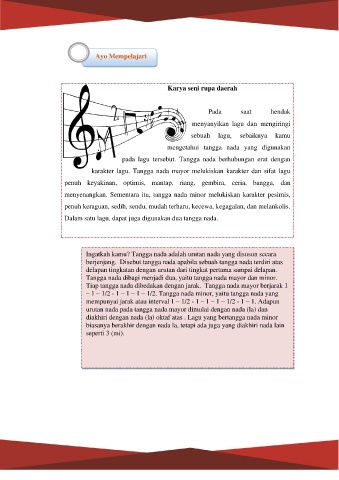 Ayo Mempelajari
Karya seni rupa daerah
Pada saat hendak
menyanyikan lagu dan mengiringi
sebuah lagu, sebaiknya kamu
mengetahui tangga nada yang digunakan
pada lagu tersebut. Tangga nada berhubungan erat dengan
karakter lagu. Tangga nada mayor melukiskan karakter dan sifat lagu
penuh keyakinan, optimis, mantap, riang, gembira, ceria, bangga, dan
menyenangkan. Sementara itu, tangga nada minor melukiskan karakter pesimis,
penuh keraguan, sedih, sendu, mudah terharu, kecewa, kegagalan, dan melankolis.
Dalam satu lagu, dapat juga digunakan dua tangga nada.
Ingatkah kamu? Tangga nada adalah urutan nada yang disusun secara
berjenjang. Disebut tangga nada apabila sebuah tangga nada terdiri atas
delapan tingkatan dengan urutan dari tingkat pertama sampai delapan.
Tangga nada dibagi menjadi dua, yaitu tangga nada mayor dan minor.
Tiap tangga nada dibedakan dengan jarak. Tangga nada mayor berjarak 1
– 1 – 1/2 - 1 – 1 – 1 – 1/2. Tangga nada minor, yaitu tangga nada yang
mempunyai jarak atau interval 1 – 1/2 - 1 – 1 – 1 – 1/2 - 1 – 1. Adapun
urutan nada pada tangga nada mayor dimulai dengan nada (la) dan
diakhiri dengan nada (la) oktaf atas . Lagu yang bertangga nada minor
biasanya berakhir dengan nada la, tetapi ada juga yang diakhiri nada lain
seperti 3 (mi).